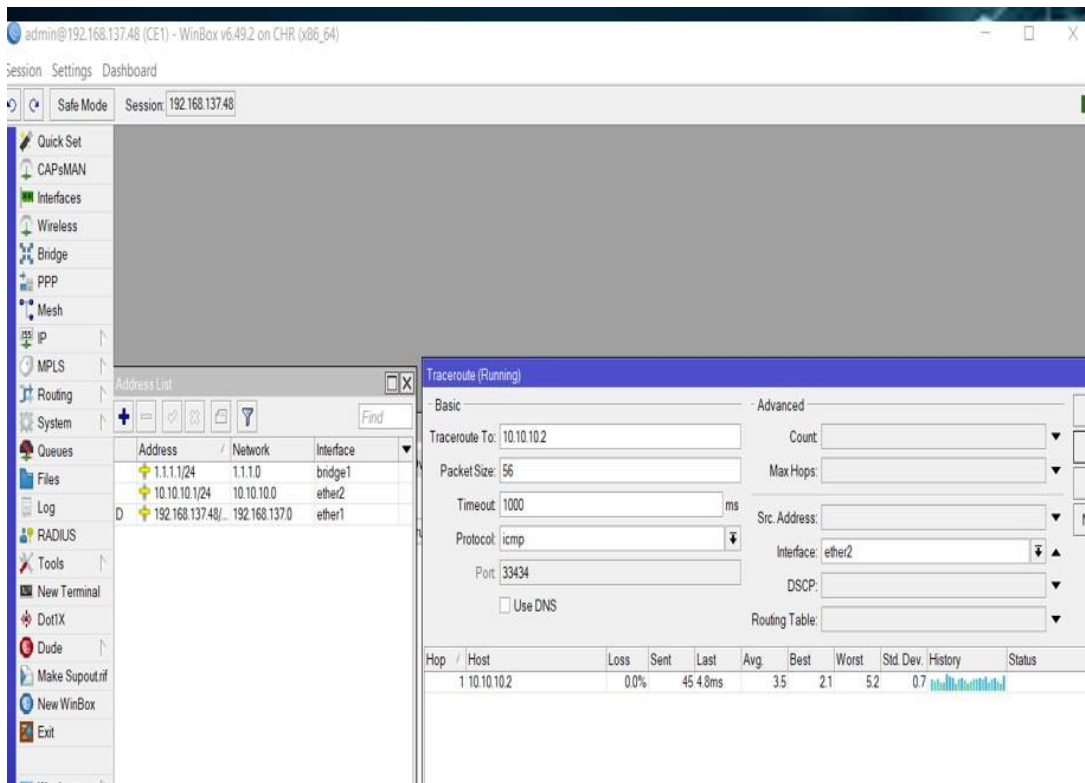 admin@192.168.137.48 (CE1) - WinBox v6.49.2 on CHR (x86_64)
Session Settings Dashboard
Safe Mode Session: 192.168.137.48
Quick Set
CAPsMAN
Interfaces
Wireless
Bridge
PPP
Mesh
IP
MPLS
Routing
System
Queues
Files
Log
RADIUS
Tools
New Terminal
Dot1X
Dude
Make Supout.rif
New WinBox
Exit
Address List
Find
Address Network Interface
1.1.1.1/24 1.1.1.0 bridge1
10.10.10.1/24 10.10.10.0 ether2
D 192.168.137.48/... 192.168.137.0 ether1
Traceroute (Running)
Basic
Traceroute To: 10.10.10.2
Packet Size: 56
Timeout: 1000 ms
Protocol: icmp
Port: 33434
Use DNS
Advanced
Count:
Max Hops:
Src. Address:
Interface: ether2
DSCP:
Routing Table:
Hop Host Loss Sent Last Avg. Best Worst Std. Dev. History Status
1 10.10.10.2 0.0% 45 4.8ms 3.5 2.1 5.2 0.7